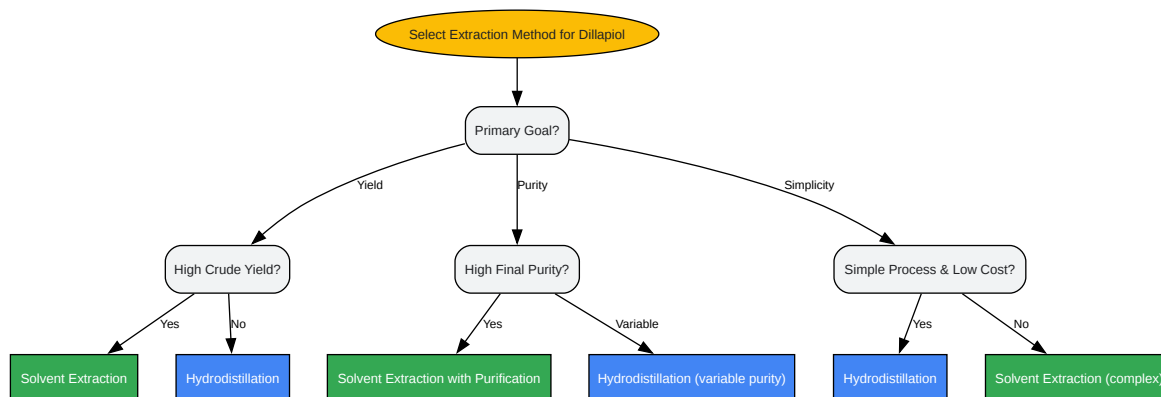 Select Extraction Method for Dillapiol
Primary Goal?
Yield
Purity
Simplicity
High Crude Yield?
High Final Purity?
Simple Process & Low Cost?
Yes
No
Yes
Variable
Yes
No
Solvent Extraction
Hydrodistillation
Solvent Extraction with Purification
Hydrodistillation (variable purity)
Hydrodistillation
Solvent Extraction (complex)